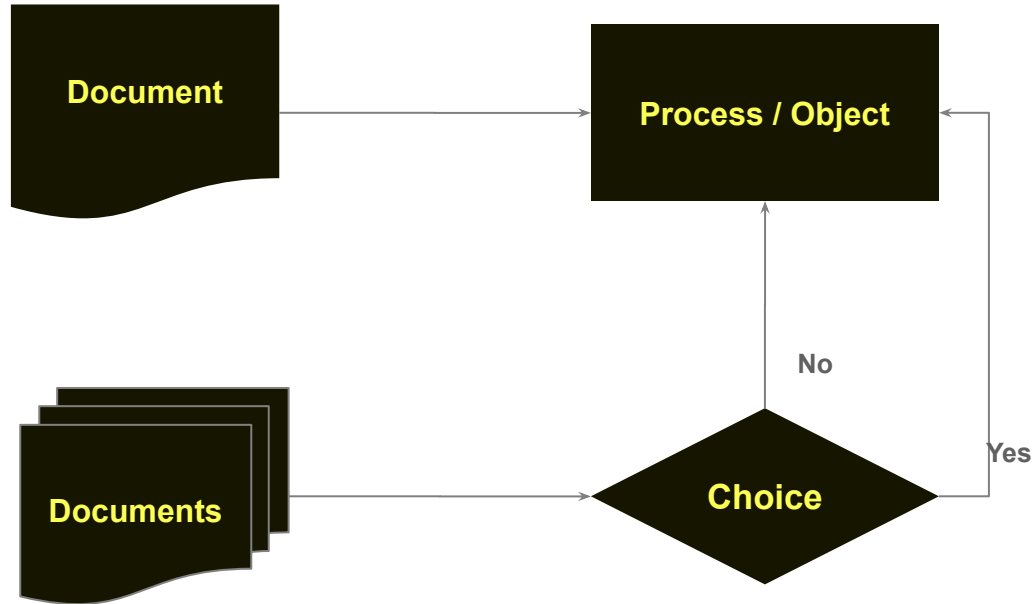 Document
Process / Object
No
Yes
Documents
Choice